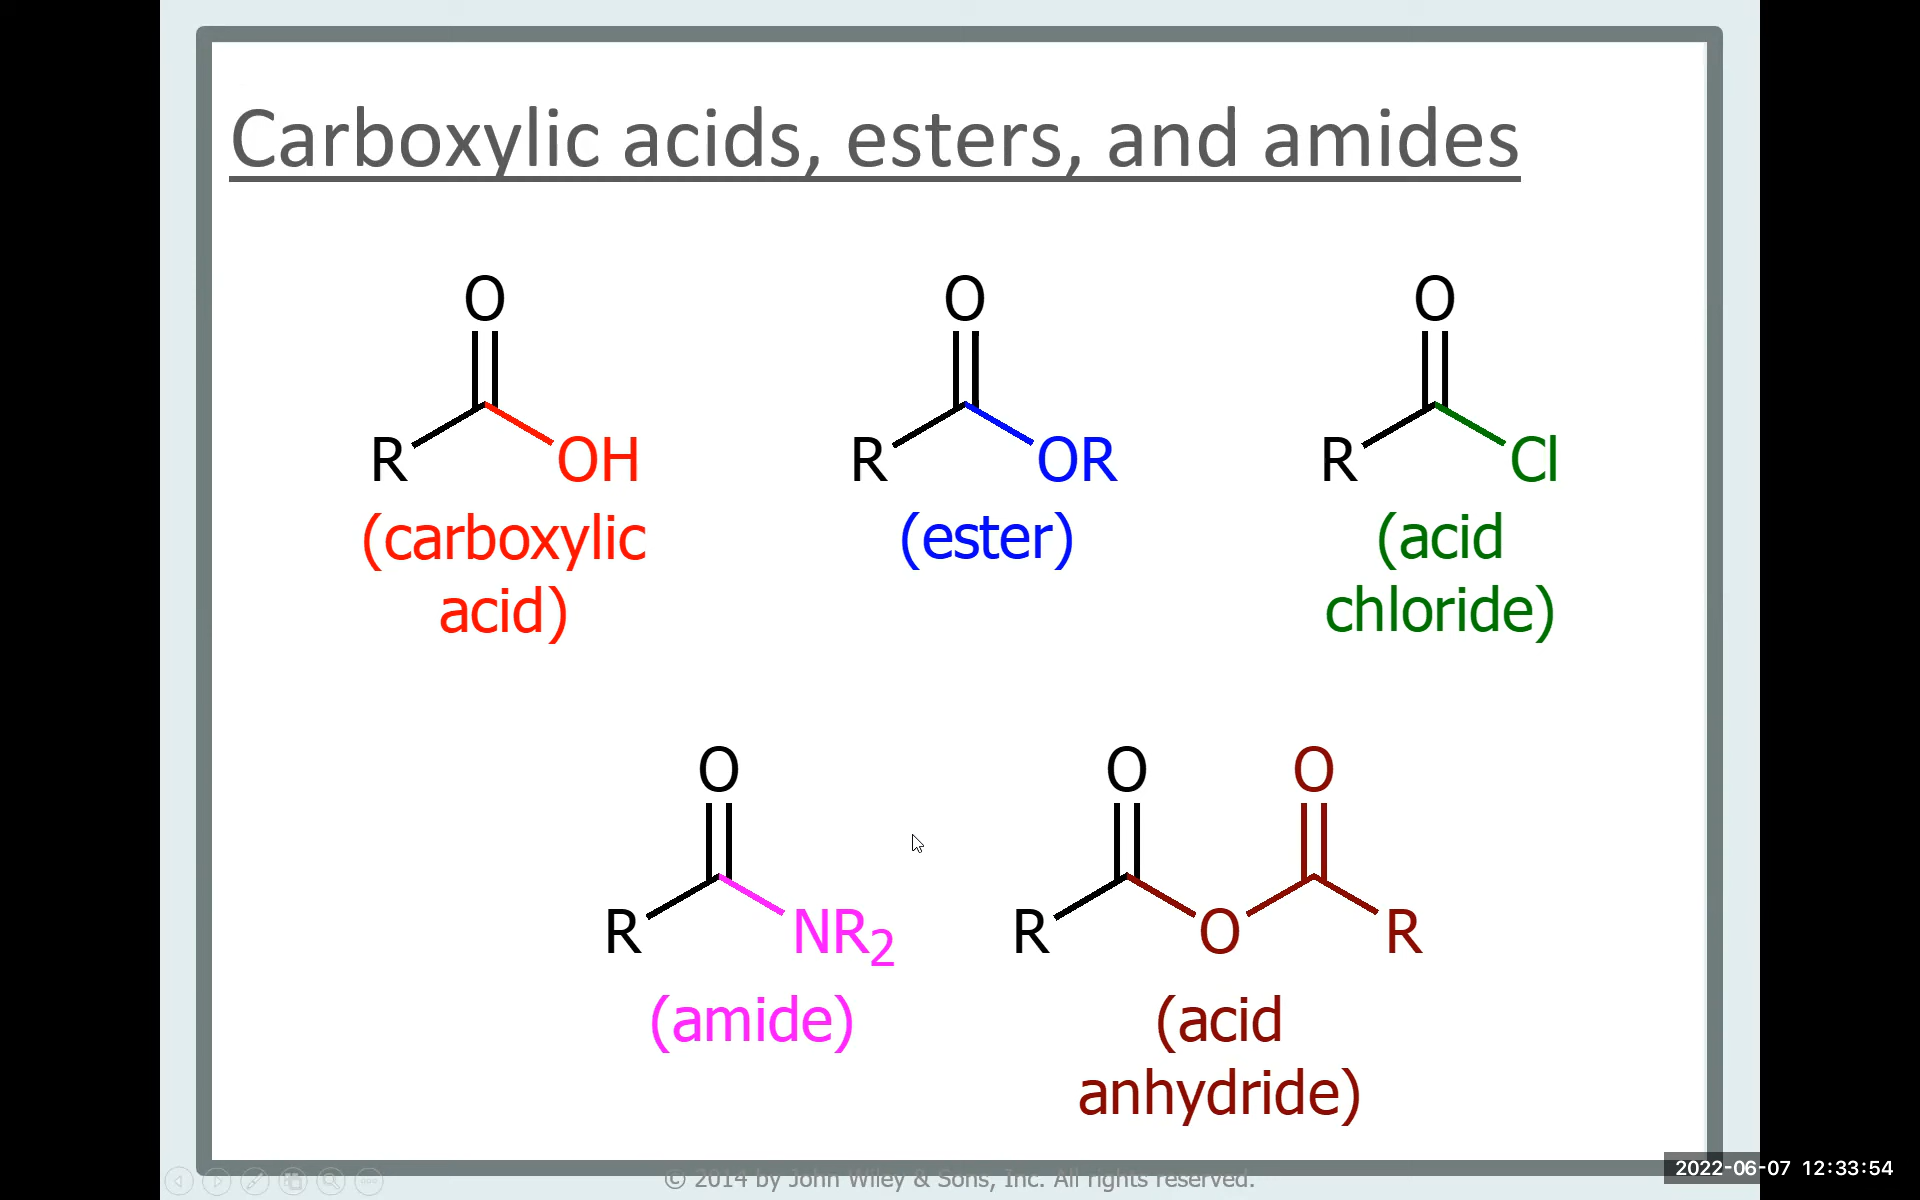 Carboxylic acids, esters, and amides
O O O
R OH R OR R Cl
(carboxylic acid) (ester) (acid chloride)
O O O
R NR2 R O R
(amide) (acid anhydride)
© 2014 by John Wiley & Sons, Inc. All rights reserved.
2022-06-07 12:33:54